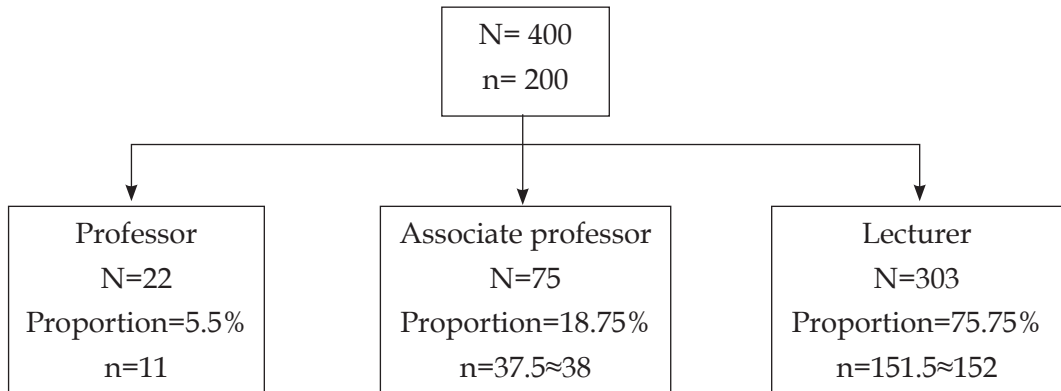 N= 400
n= 200
Professor
N=22
Proportion=5.5%
n=11
Associate professor
N=75
Proportion=18.75%
n=37.5≈38
Lecturer
N=303
Proportion=75.75%
n=151.5≈152